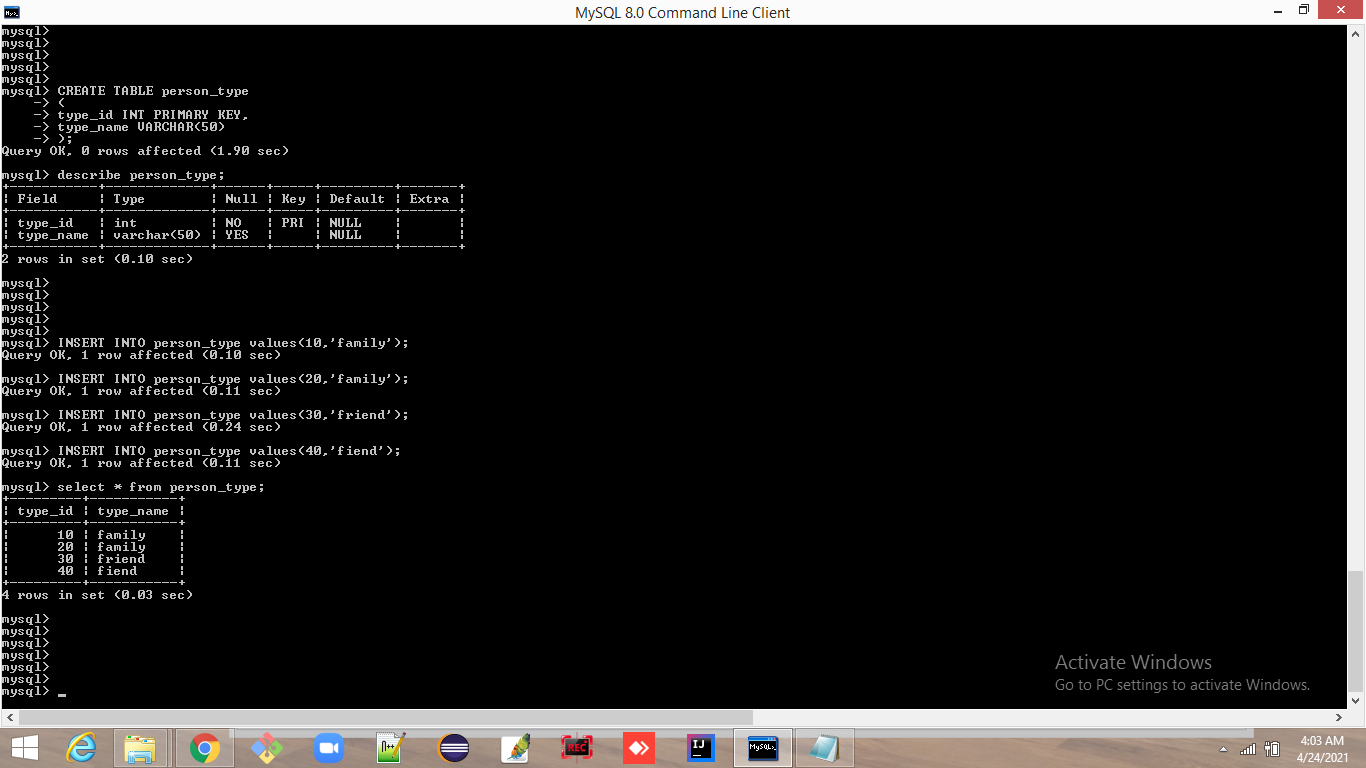 MySQL 8.0 Command Line Client
mysql>
mysql>
mysql>
mysql>
mysql>
mysql> CREATE TABLE person_type
    -> (
    -> type_id INT PRIMARY KEY,
    -> type_name VARCHAR(50)
    -> );
Query OK, 0 rows affected (1.90 sec)
mysql> describe person_type;
+-----------+-------------+------+-----+---------+-------+
| Field     | Type        | Null | Key | Default | Extra |
+-----------+-------------+------+-----+---------+-------+
| type_id   | int         | NO   | PRI | NULL    |       |
| type_name | varchar(50) | YES  |     | NULL    |       |
+-----------+-------------+------+-----+---------+-------+
2 rows in set (0.10 sec)
mysql>
mysql>
mysql>
mysql>
mysql>
mysql> INSERT INTO person_type values(10,'family');
Query OK, 1 row affected (0.10 sec)
mysql> INSERT INTO person_type values(20,'family');
Query OK, 1 row affected (0.11 sec)
mysql> INSERT INTO person_type values(30,'friend');
Query OK, 1 row affected (0.24 sec)
mysql> INSERT INTO person_type values(40,'fiend');
Query OK, 1 row affected (0.11 sec)
mysql> select * from person_type;
+---------+-----------+
| type_id | type_name |
+---------+-----------+
|      10 | family    |
|      20 | family    |
|      30 | friend    |
|      40 | fiend     |
+---------+-----------+
4 rows in set (0.03 sec)
mysql>
mysql>
mysql>
mysql>
mysql>
mysql>
mysql> _
Activate Windows
Go to PC settings to activate Windows.
REC
IJ
MySQL
4:03 AM
4/24/2021